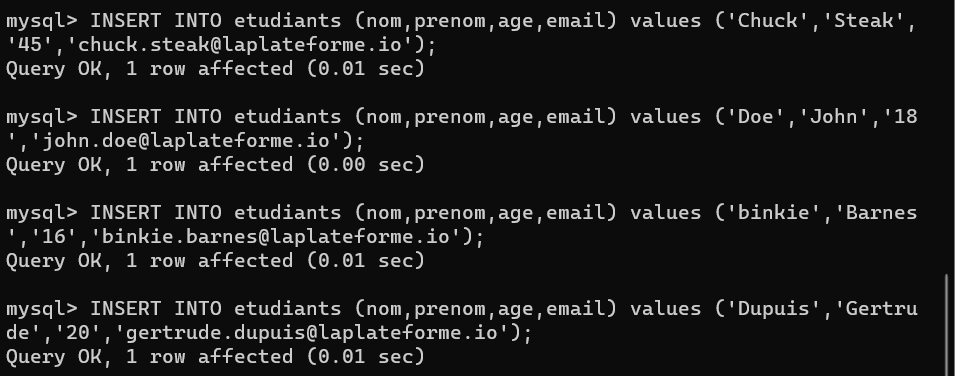 mysql> INSERT INTO etudiants (nom,prenom,age,email) values ('Chuck','Steak',
'45','chuck.steak@laplateforme.io');
Query OK, 1 row affected (0.01 sec)
mysql> INSERT INTO etudiants (nom,prenom,age,email) values ('Doe','John','18
','john.doe@laplateforme.io');
Query OK, 1 row affected (0.00 sec)
mysql> INSERT INTO etudiants (nom,prenom,age,email) values ('binkie','Barnes
','16','binkie.barnes@laplateforme.io');
Query OK, 1 row affected (0.01 sec)
mysql> INSERT INTO etudiants (nom,prenom,age,email) values ('Dupuis','Gertru
de','20','gertrude.dupuis@laplateforme.io');
Query OK, 1 row affected (0.01 sec)